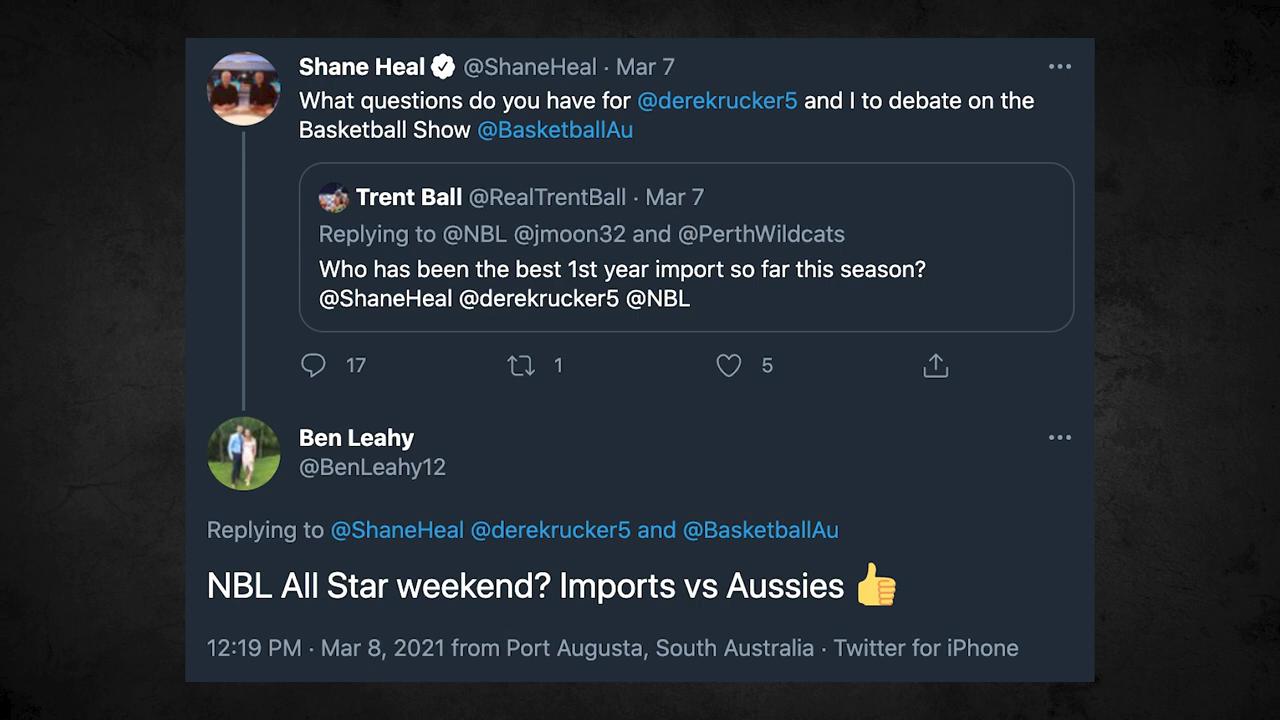 Shane Heal @ShaneHeal · Mar 7
What questions do you have for @derekrucker5 and I to debate on the
Basketball Show @BasketballAu
Trent Ball @RealTrentBall · Mar 7
Replying to @NBL @jmoon32 and @PerthWildcats
Who has been the best 1st year import so far this season?
@ShaneHeal @derekrucker5 @NBL
17 1 5
Ben Leahy
@BenLeahy12
Replying to @ShaneHeal @derekrucker5 and @BasketballAu
NBL All Star weekend? Imports vs Aussies 👍
12:19 PM · Mar 8, 2021 from Port Augusta, South Australia · Twitter for iPhone